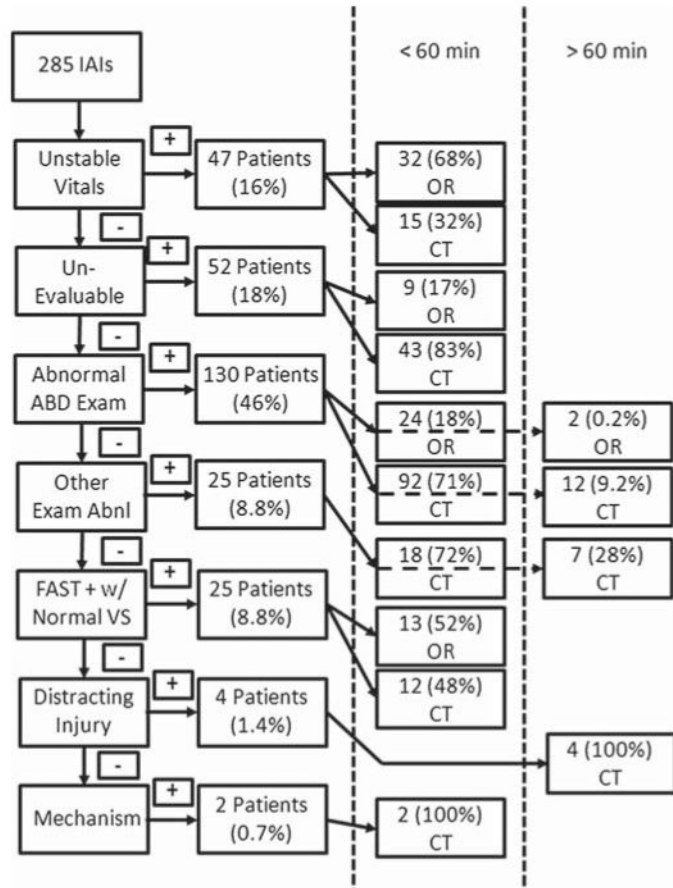 < 60 min
> 60 min
285 IAIs
+
Unstable
Vitals
47 Patients
(16%)
32 (68%)
OR
15 (32%)
CT
-
+
Un-
Evaluable
52 Patients
(18%)
9 (17%)
OR
43 (83%)
CT
-
+
Abnormal
ABD Exam
130 Patients
(46%)
24 (18%)
OR
2 (0.2%)
OR
92 (71%)
CT
12 (9.2%)
CT
-
+
Other
Exam Abnl
25 Patients
(8.8%)
18 (72%)
CT
7 (28%)
CT
-
+
FAST + w/
Normal VS
25 Patients
(8.8%)
13 (52%)
OR
12 (48%)
CT
-
+
Distracting
Injury
4 Patients
(1.4%)
4 (100%)
CT
-
+
Mechanism
2 Patients
(0.7%)
2 (100%)
CT